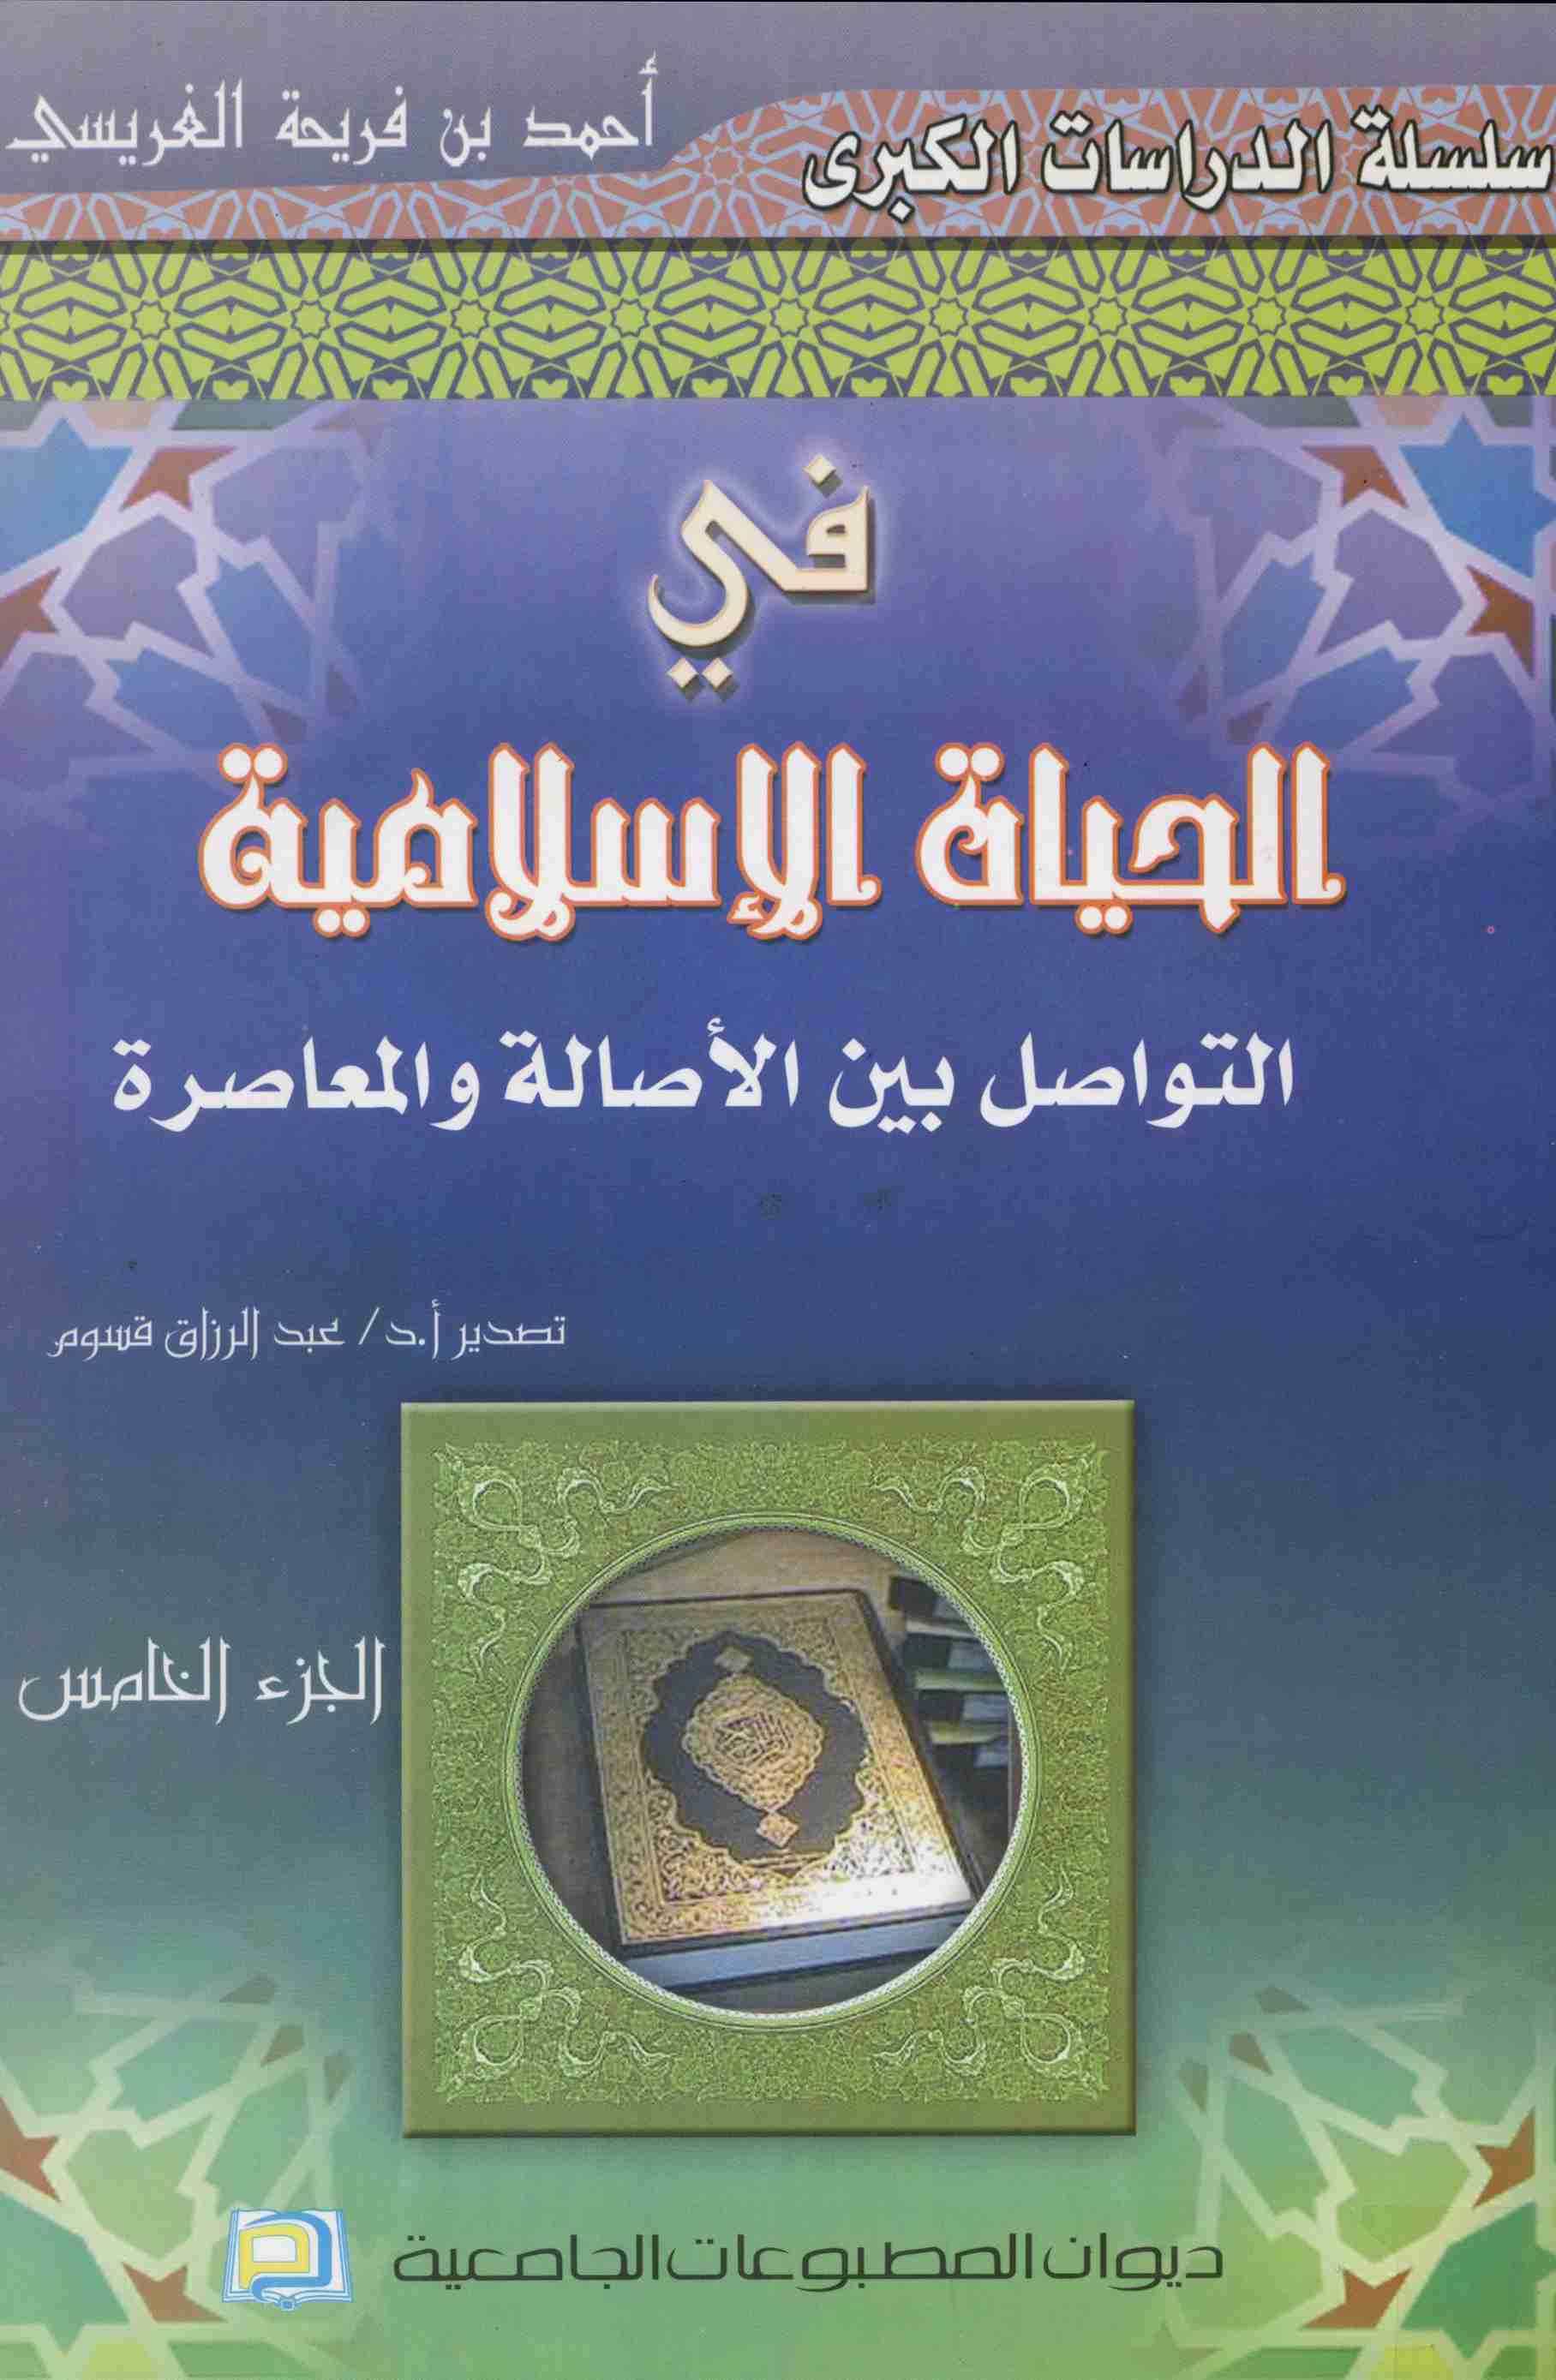 سلسلة الدراسات الكبرى
أحمد بن فريحة الغريسي
في
الحياة الإسلامية
التواصل بين الأصالة والمعاصرة
تصدير أ.د/ عبد الرزاق قسوم
الجزء الخامس
ديوان المطبوعات الجامعية